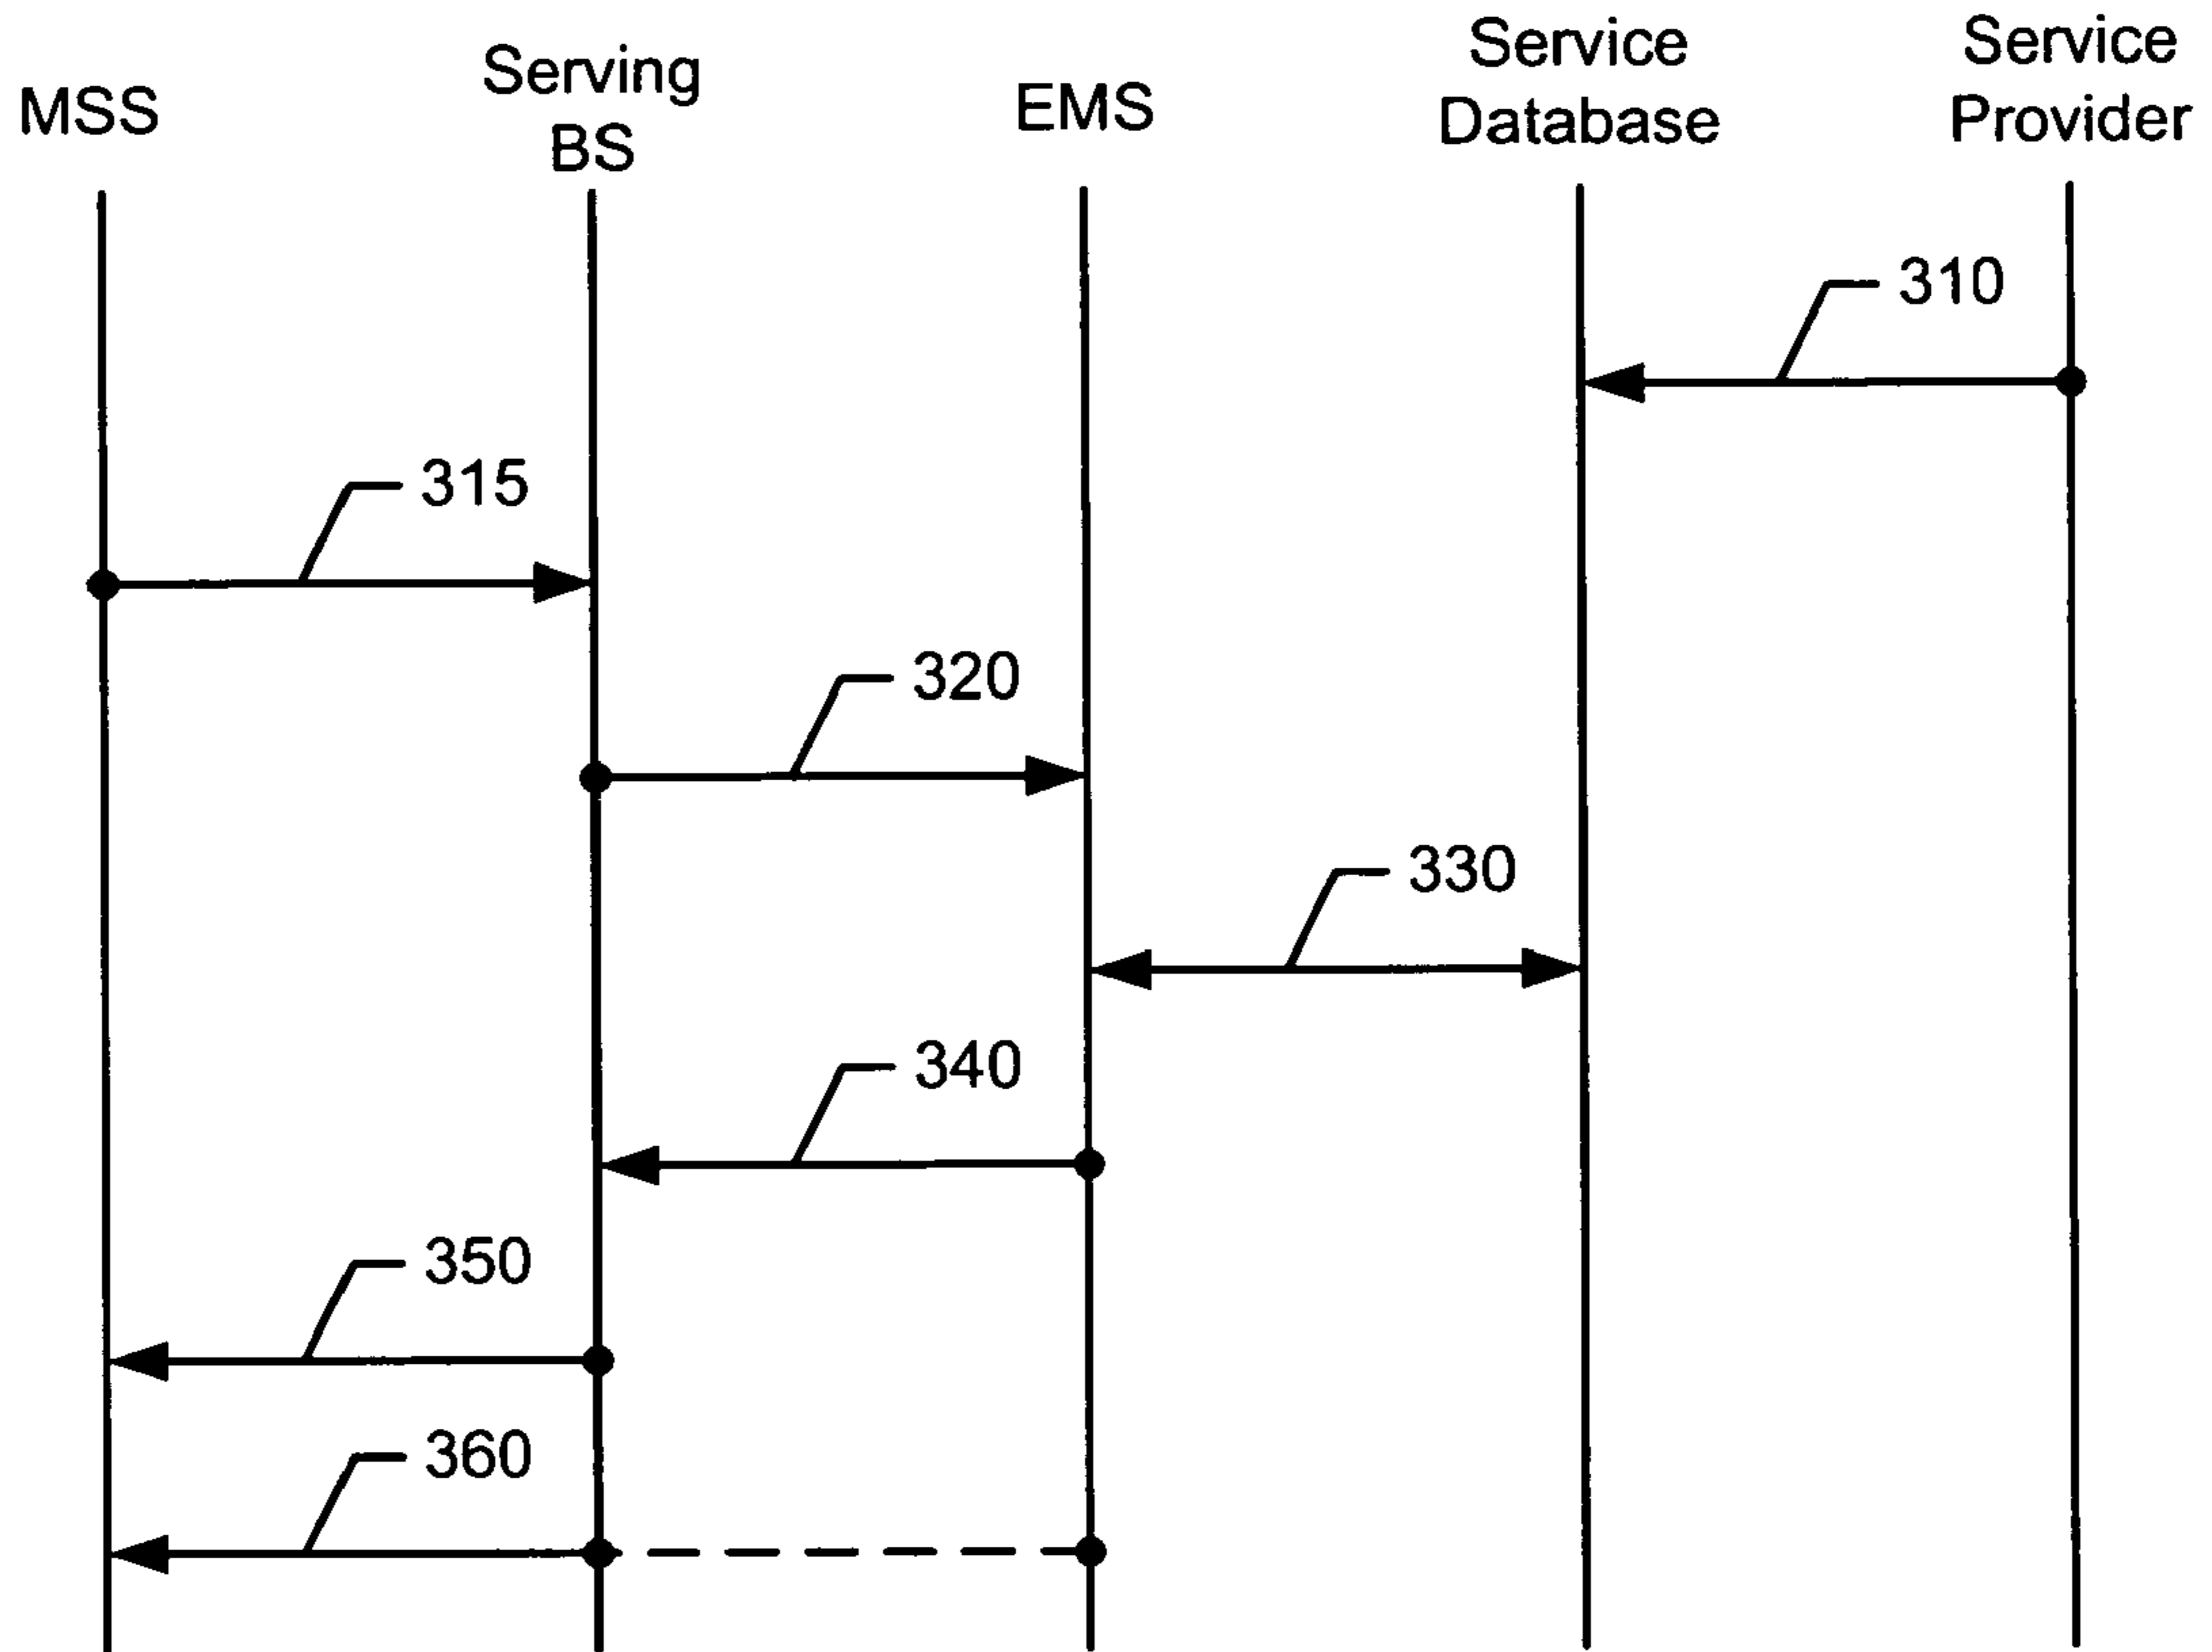 MSS
Serving
BS
EMS
Service
Database
Service
Provider
310
315
320
330
340
350
360